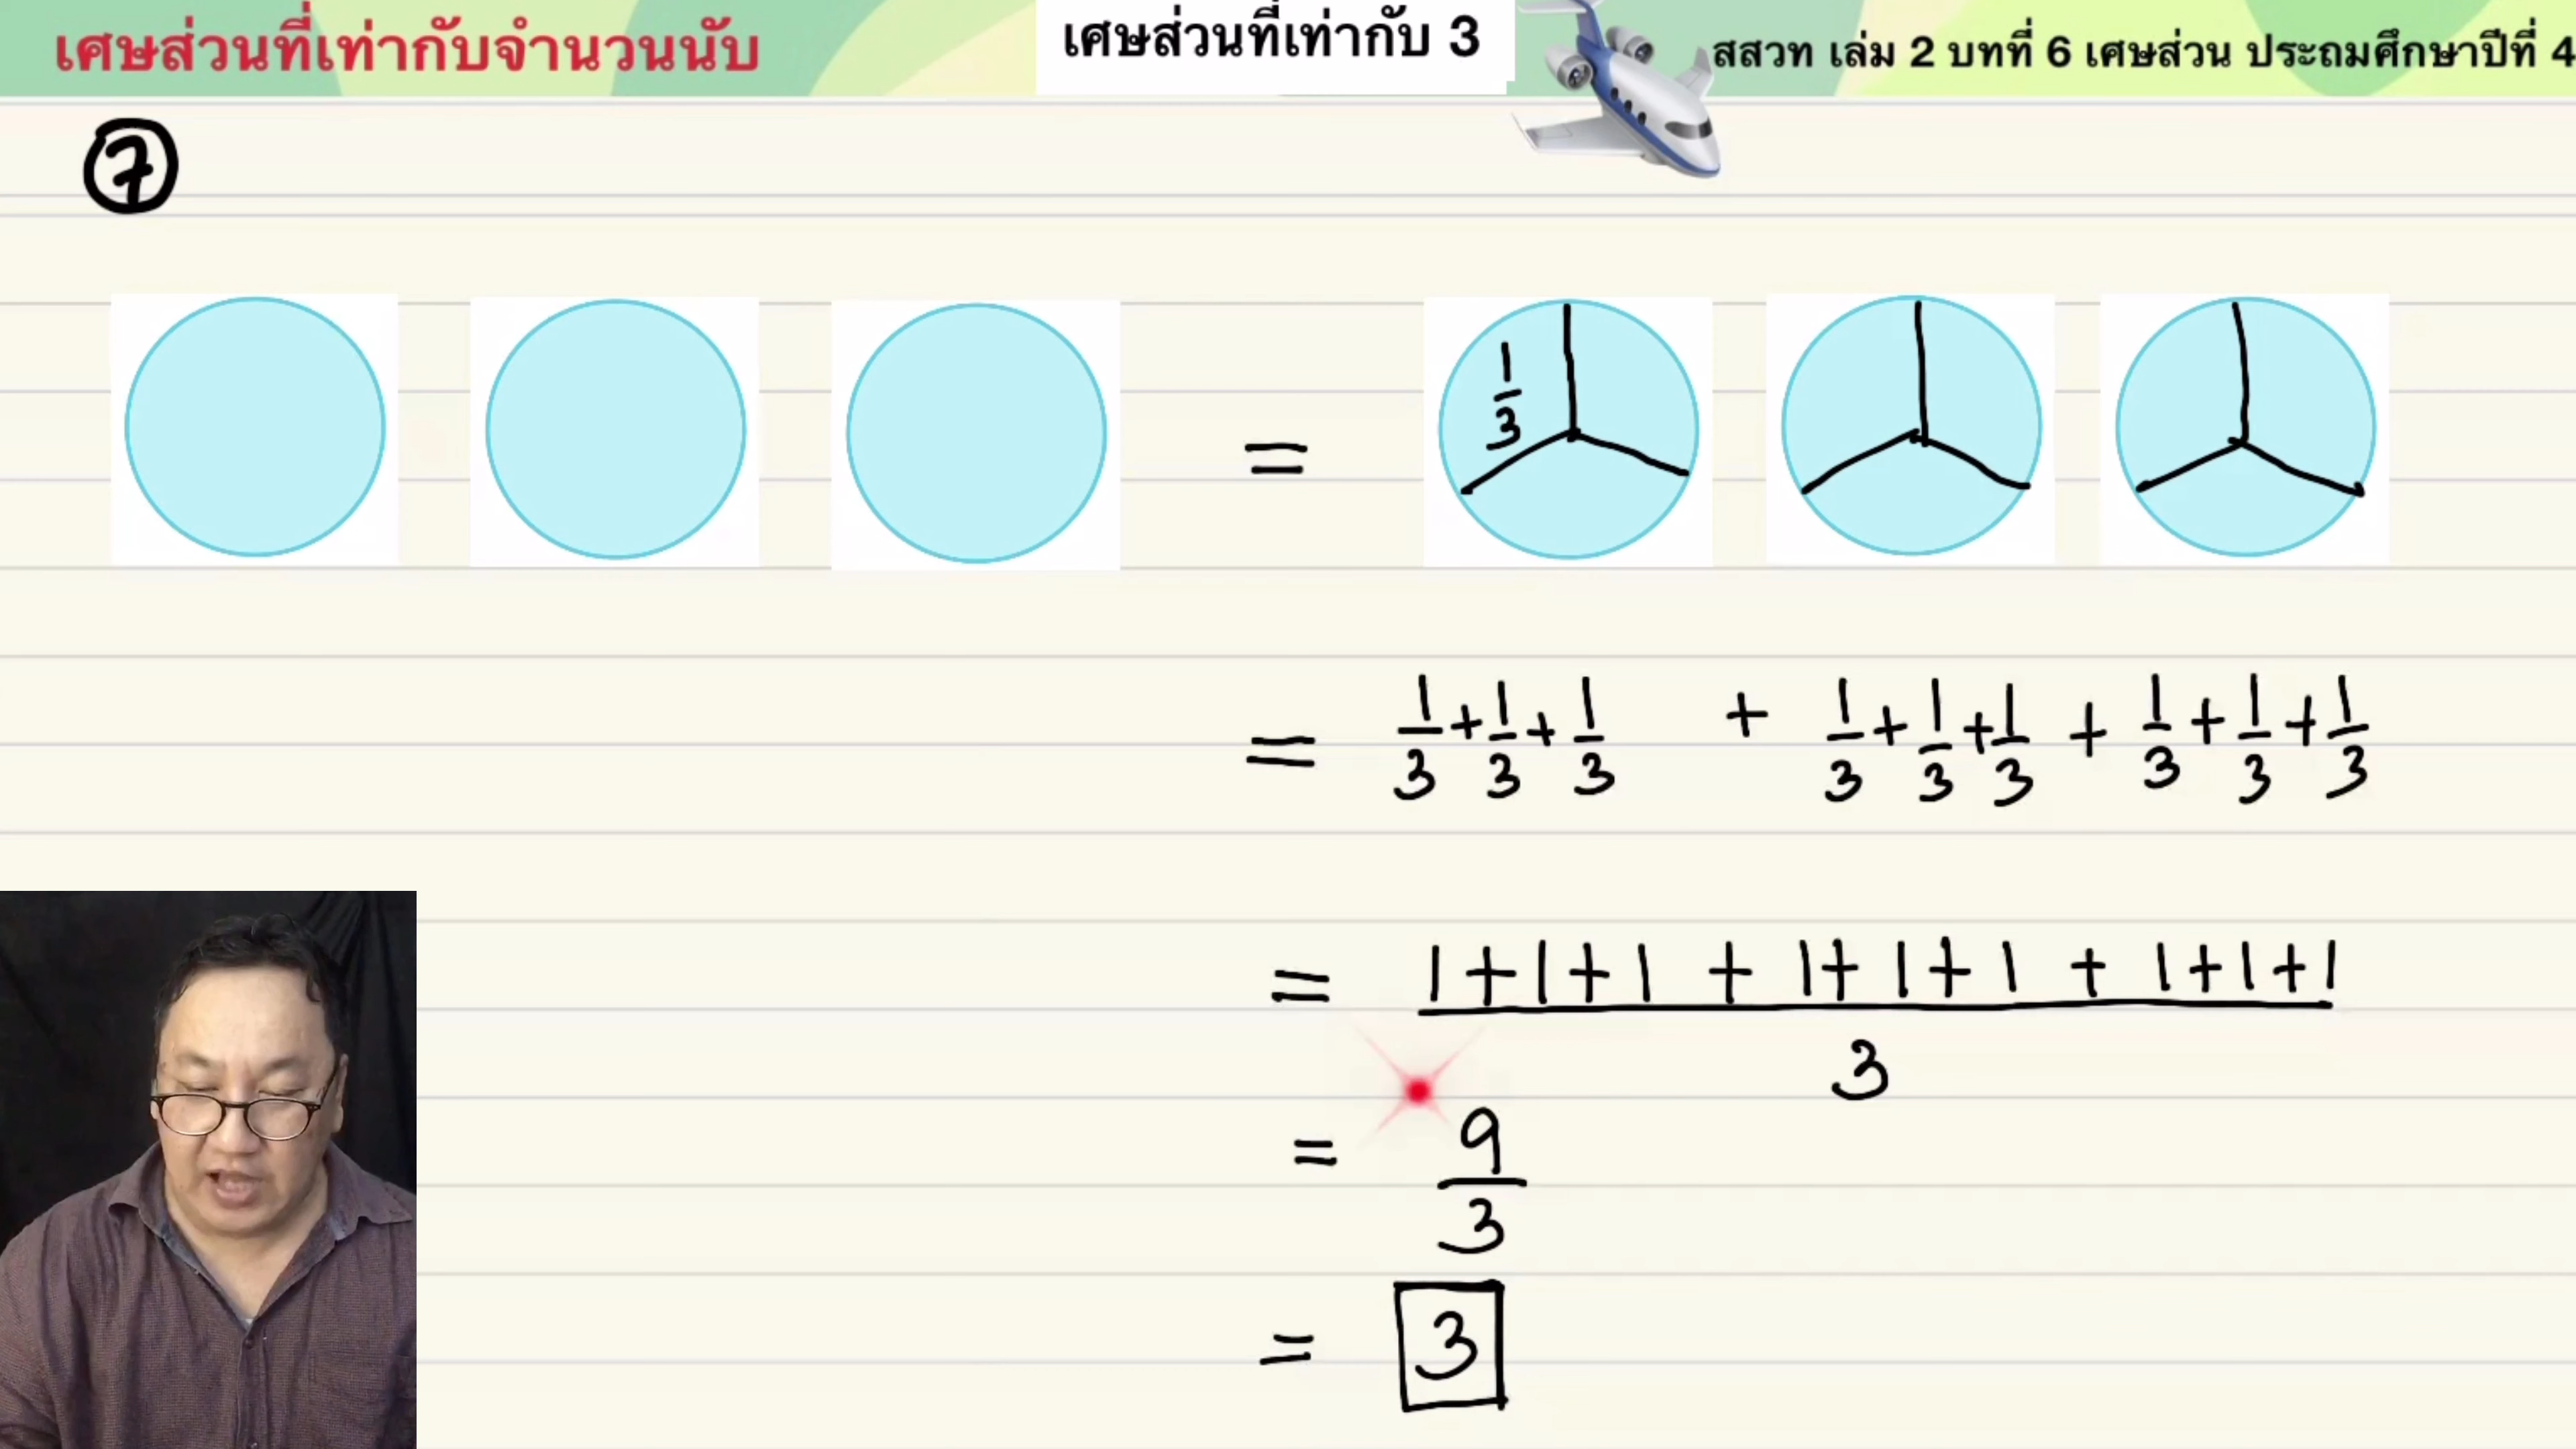 เศษส่วนที่เท่ากับจำนวนนับ
เศษส่วนที่เท่ากับ 3
สสวท เล่ม 2 บทที่ 6 เศษส่วน ประถมศึกษาปีที่ 4
7
= 1/3
= 1/3 + 1/3 + 1/3 + 1/3 + 1/3 + 1/3 + 1/3 + 1/3 + 1/3
= 1+1+1 + 1+1+1 + 1+1+1
3
= 9/3
= 3